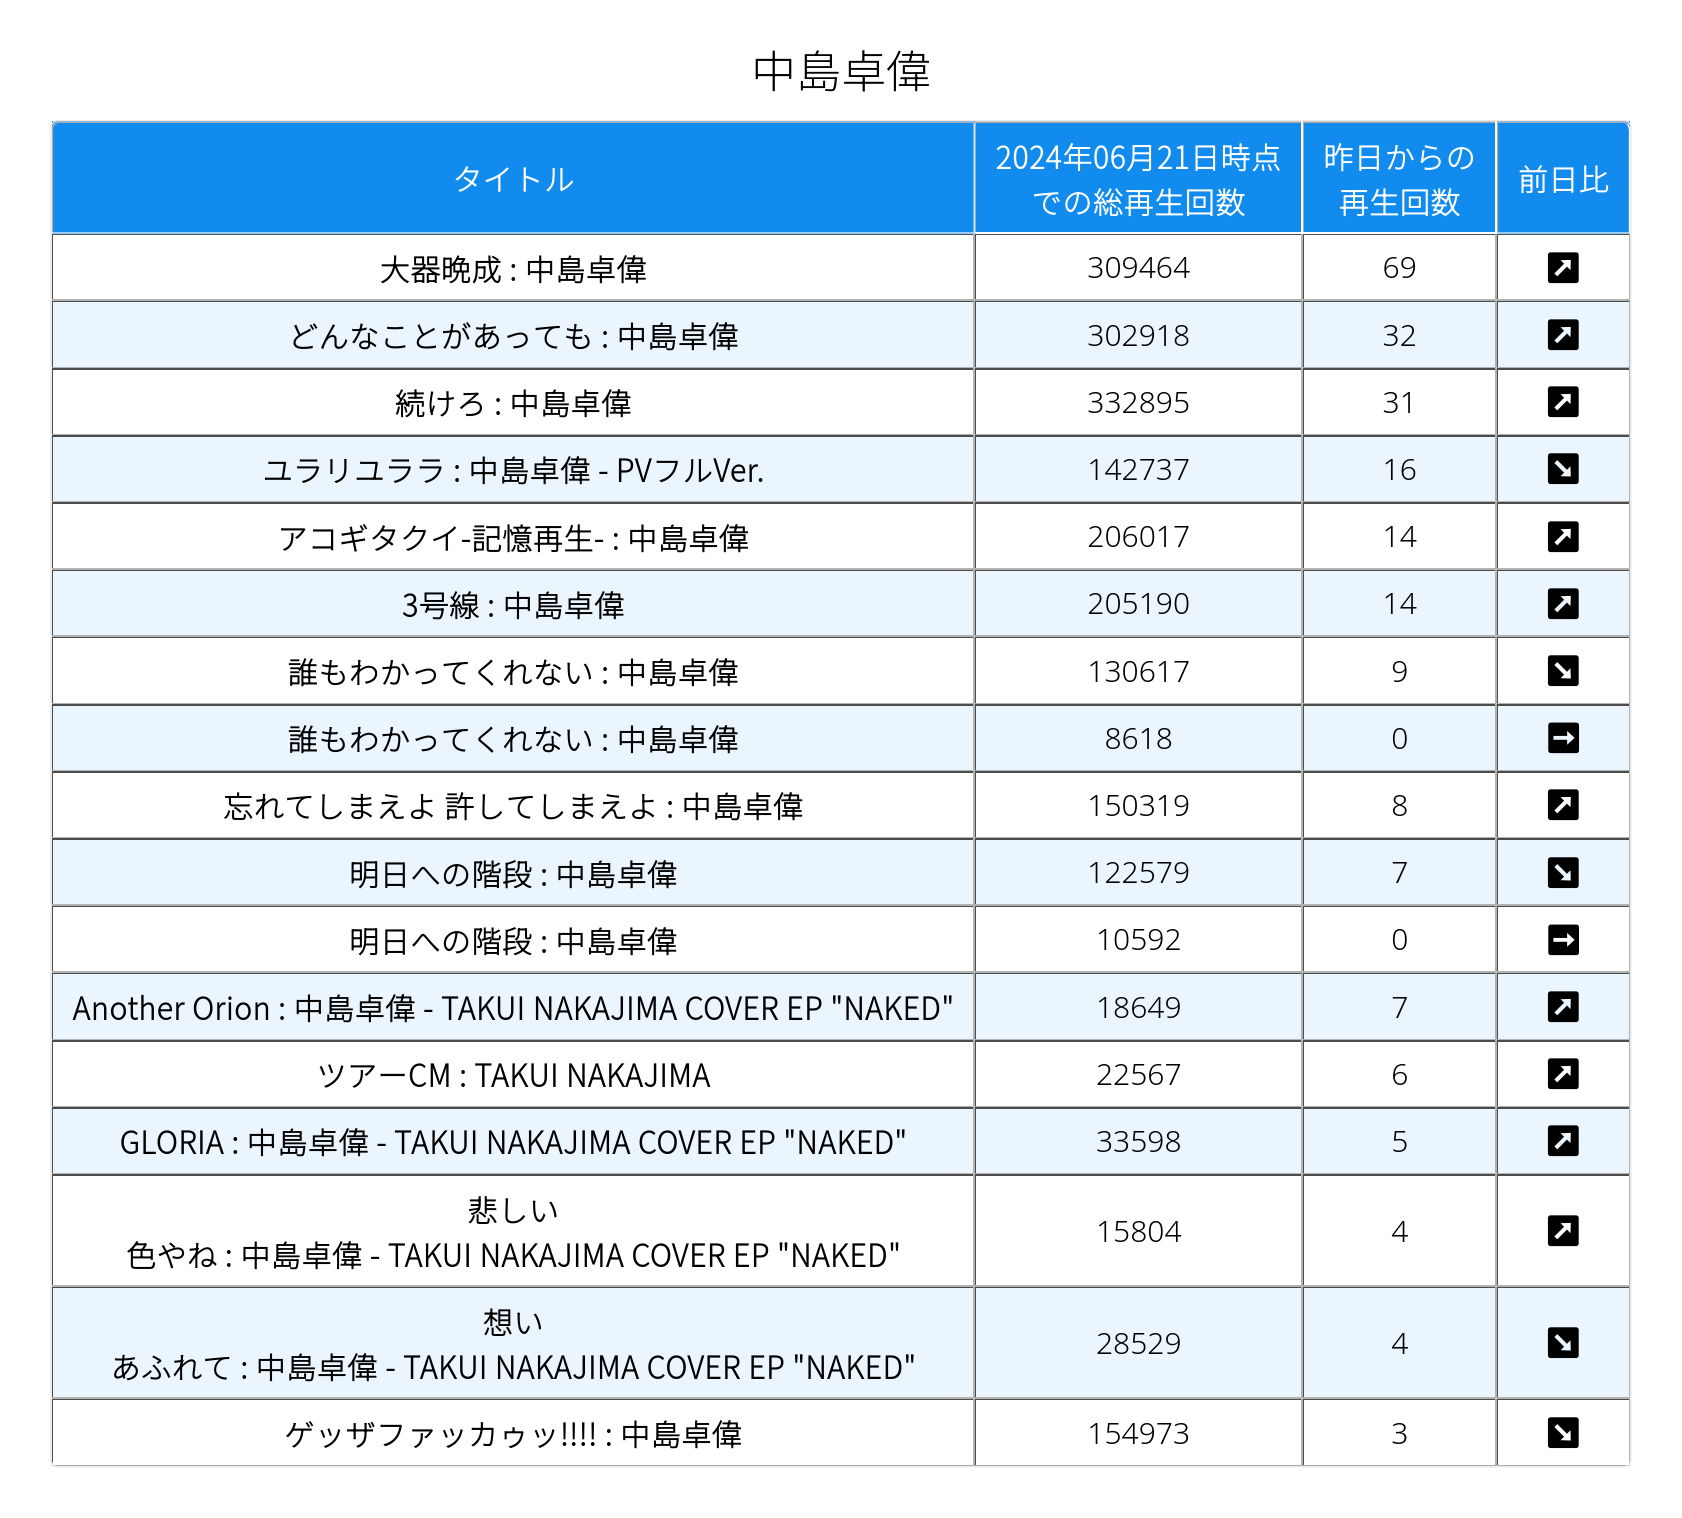 中島卓偉
タイトル
2024年06月21日時点
での総再生回数
昨日からの
再生回数
前日比
大器晩成 : 中島卓偉 309464 69 ↗
どんなことがあっても : 中島卓偉 302918 32 ↗
続けろ : 中島卓偉 332895 31 ↗
ユラリユララ : 中島卓偉 - PVフルVer. 142737 16 ↘
アコギタクイ-記憶再生- : 中島卓偉 206017 14 ↗
3号線 : 中島卓偉 205190 14 ↗
誰もわかってくれない : 中島卓偉 130617 9 ↘
誰もわかってくれない : 中島卓偉 8618 0 →
忘れてしまえよ 許してしまえよ : 中島卓偉 150319 8 ↗
明日への階段 : 中島卓偉 122579 7 ↘
明日への階段 : 中島卓偉 10592 0 →
Another Orion : 中島卓偉 - TAKUI NAKAJIMA COVER EP "NAKED" 18649 7 ↗
ツアーCM : TAKUI NAKAJIMA 22567 6 ↗
GLORIA : 中島卓偉 - TAKUI NAKAJIMA COVER EP "NAKED" 33598 5 ↗
悲しい
色やね : 中島卓偉 - TAKUI NAKAJIMA COVER EP "NAKED" 15804 4 ↗
想い
あふれて : 中島卓偉 - TAKUI NAKAJIMA COVER EP "NAKED" 28529 4 ↘
ゲッザファッカゥッ!!!! : 中島卓偉 154973 3 ↘